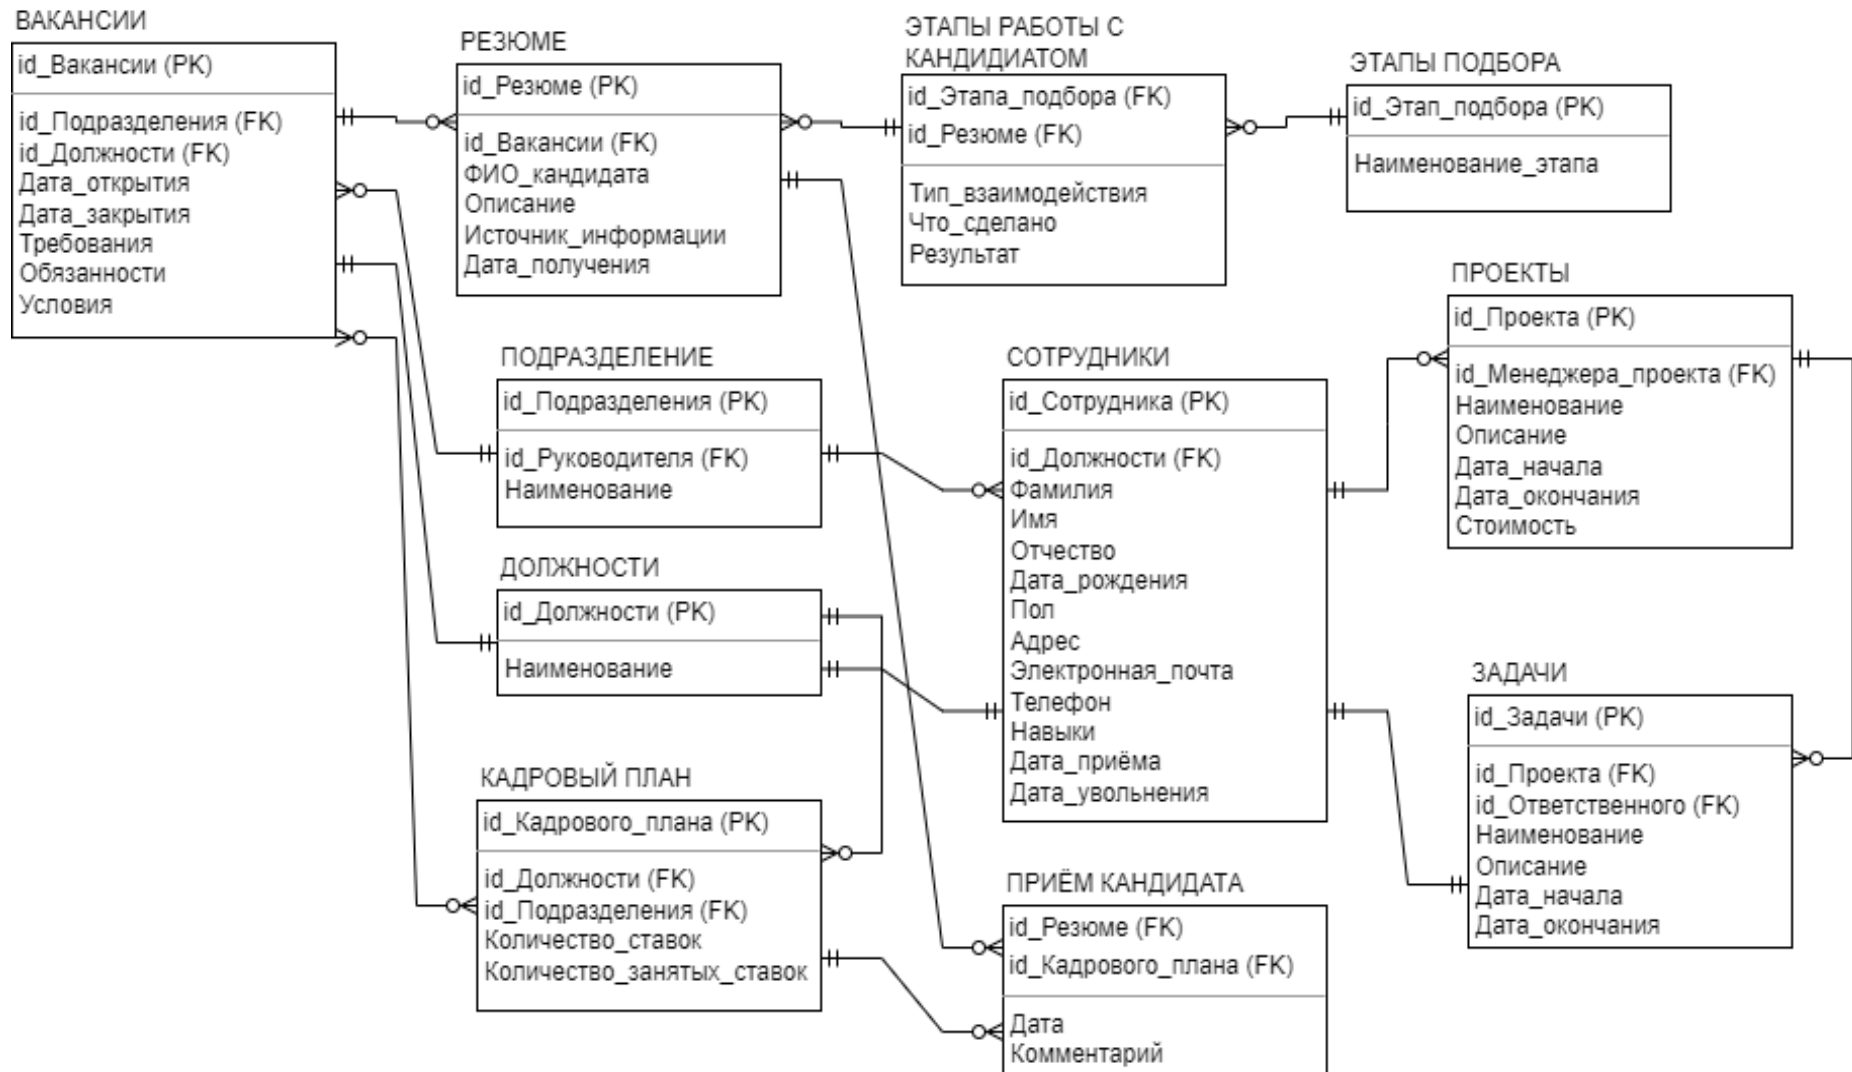 ВАКАНСИИ
id_Вакансии (PK)
id_Подразделения (FK)
id_Должности (FK)
Дата_открытия
Дата_закрытия
Требования
Обязанности
Условия
РЕЗЮМЕ
id_Резюме (PK)
id_Вакансии (FK)
ФИО_кандидата
Описание
Источник_информации
Дата_получения
ЭТАПЫ РАБОТЫ С
КАНДИДИАТОМ
id_Этапа_подбора (FK)
id_Резюме (FK)
Тип_взаимодействия
Что_сделано
Результат
ЭТАПЫ ПОДБОРА
id_Этап_подбора (PK)
Наименование_этапа
ПОДРАЗДЕЛЕНИЕ
id_Подразделения (PK)
id_Руководителя (FK)
Наименование
ДОЛЖНОСТИ
id_Должности (PK)
Наименование
КАДРОВЫЙ ПЛАН
id_Кадрового_плана (PK)
id_Должности (FK)
id_Подразделения (FK)
Количество_ставок
Количество_занятых_ставок
СОТРУДНИКИ
id_Сотрудника (PK)
id_Должности (FK)
Фамилия
Имя
Отчество
Дата_рождения
Пол
Адрес
Электронная_почта
Телефон
Навыки
Дата_приёма
Дата_увольнения
ПРИЁМ КАНДИДАТА
id_Резюме (FK)
id_Кадрового_плана (FK)
Дата
Комментарий
ПРОЕКТЫ
id_Проекта (PK)
id_Менеджера_проекта (FK)
Наименование
Описание
Дата_начала
Дата_окончания
Стоимость
ЗАДАЧИ
id_Задачи (PK)
id_Проекта (FK)
id_Ответственного (FK)
Наименование
Описание
Дата_начала
Дата_окончания